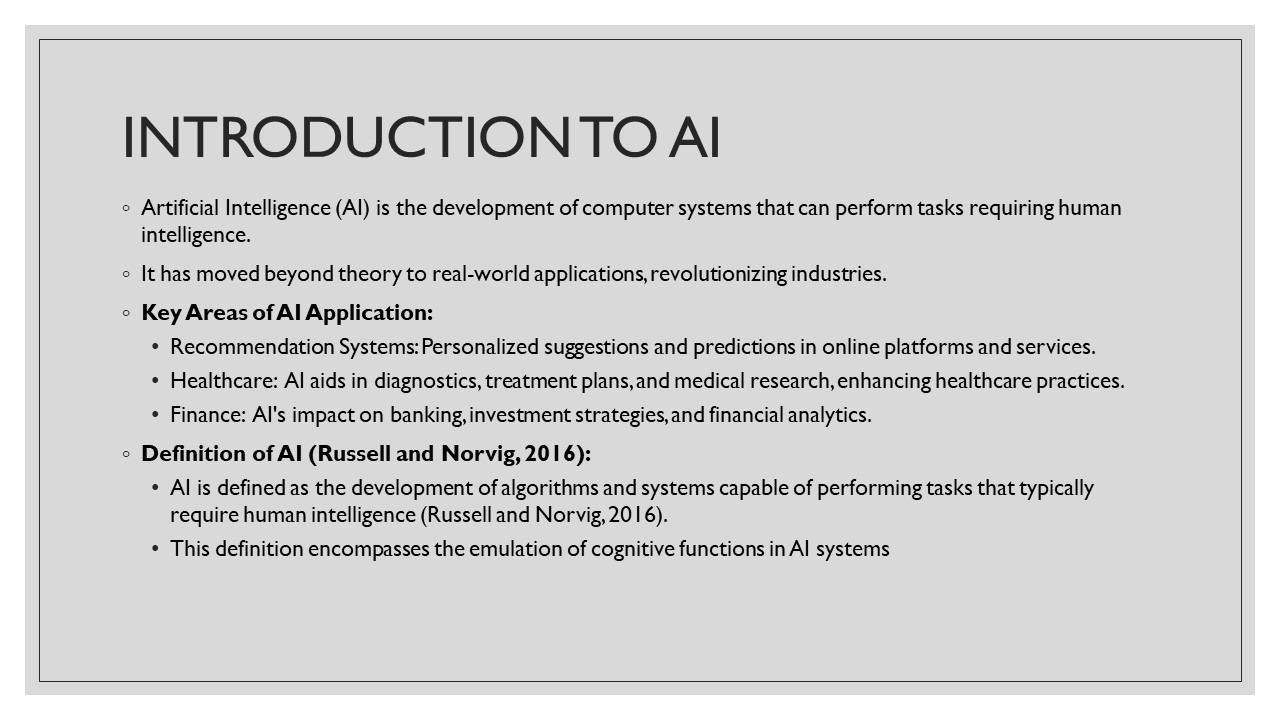 INTRODUCTION TO AI
◦ Artificial Intelligence (AI) is the development of computer systems that can perform tasks requiring human
intelligence.
◦ It has moved beyond theory to real-world applications, revolutionizing industries.
◦ Key Areas of AI Application:
• Recommendation Systems: Personalized suggestions and predictions in online platforms and services.
• Healthcare: AI aids in diagnostics, treatment plans, and medical research, enhancing healthcare practices.
• Finance: AI's impact on banking, investment strategies, and financial analytics.
◦ Definition of AI (Russell and Norvig, 2016):
• AI is defined as the development of algorithms and systems capable of performing tasks that typically
require human intelligence (Russell and Norvig, 2016).
• This definition encompasses the emulation of cognitive functions in AI systems